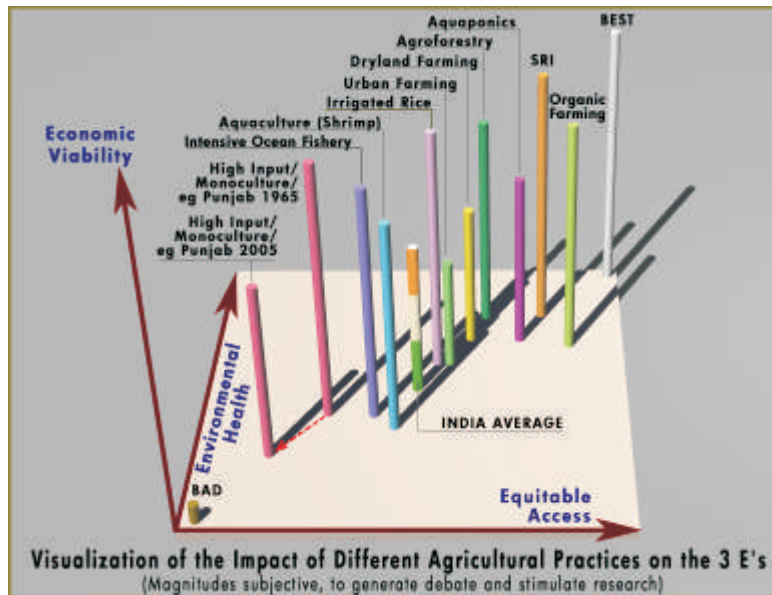 Aquaponics
BEST
Agroforestry
Dryland Farming
SRI
Urban Farming
Irrigated Rice
Organic
Farming
Economic
Viability
Aquaculture (Shrimp)
Intensive Ocean Fishery
High Input/
Monoculture/
eg Punjab 1965
High Input/
Monoculture/
eg Punjab 2005
Environmental
Health
INDIA AVERAGE
BAD
Equitable
Access
Visualization of the Impact of Different Agricultural Practices on the 3 E's
(Magnitudes subjective, to generate debate and stimulate research)